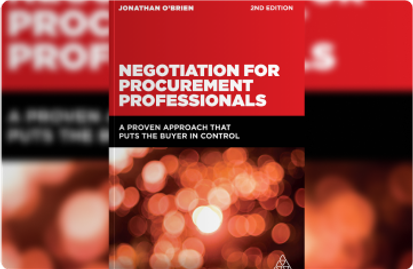 JONATHAN O'BRIEN 2ND EDITION
NEGOTIATION FOR
PROCUREMENT
PROFESSIONALS
A PROVEN APPROACH THAT
PUTS THE BUYER IN CONTROL